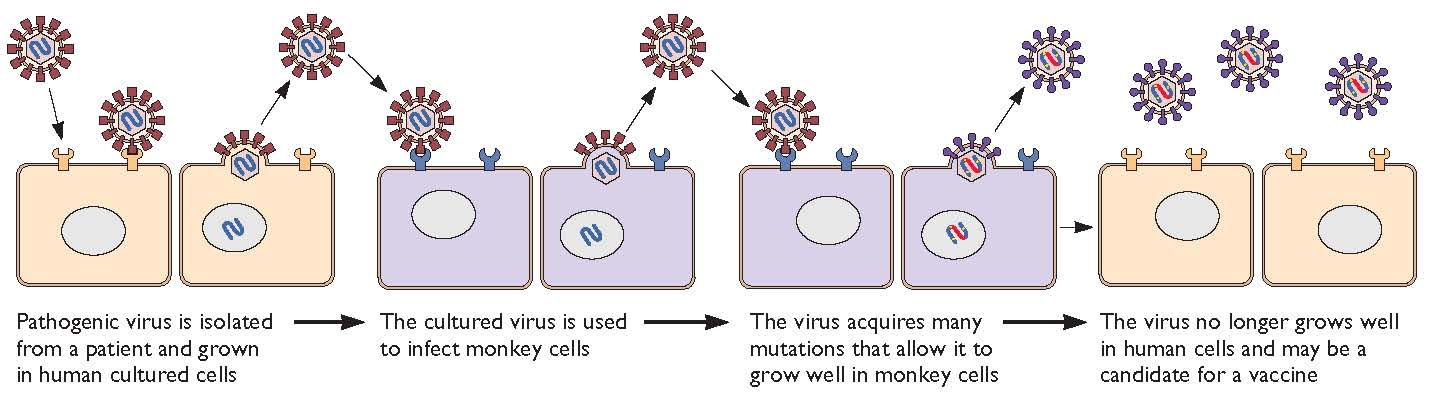 Pathogenic virus is isolated
from a patient and grown
in human cultured cells
The cultured virus is used
to infect monkey cells
The virus acquires many
mutations that allow it to
grow well in monkey cells
The virus no longer grows well
in human cells and may be a
candidate for a vaccine